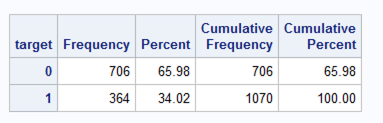 Cumulative Cumulative
target Frequency Percent Frequency Percent
0 706 65.98 706 65.98
1 364 34.02 1070 100.00